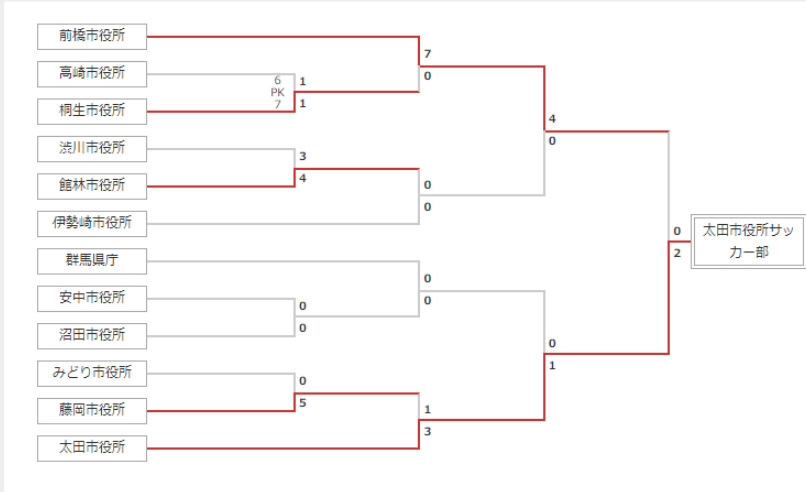 前橋市役所
高崎市役所
桐生市役所
渋川市役所
館林市役所
伊勢崎市役所
群馬県庁
安中市役所
沼田市役所
みどり市役所
藤岡市役所
太田市役所
6
PK
7
1
1
3
4
0
0
0
5
7
0
0
0
0
0
1
3
4
0
0
1
0
2
太田市役所サッ
カー部